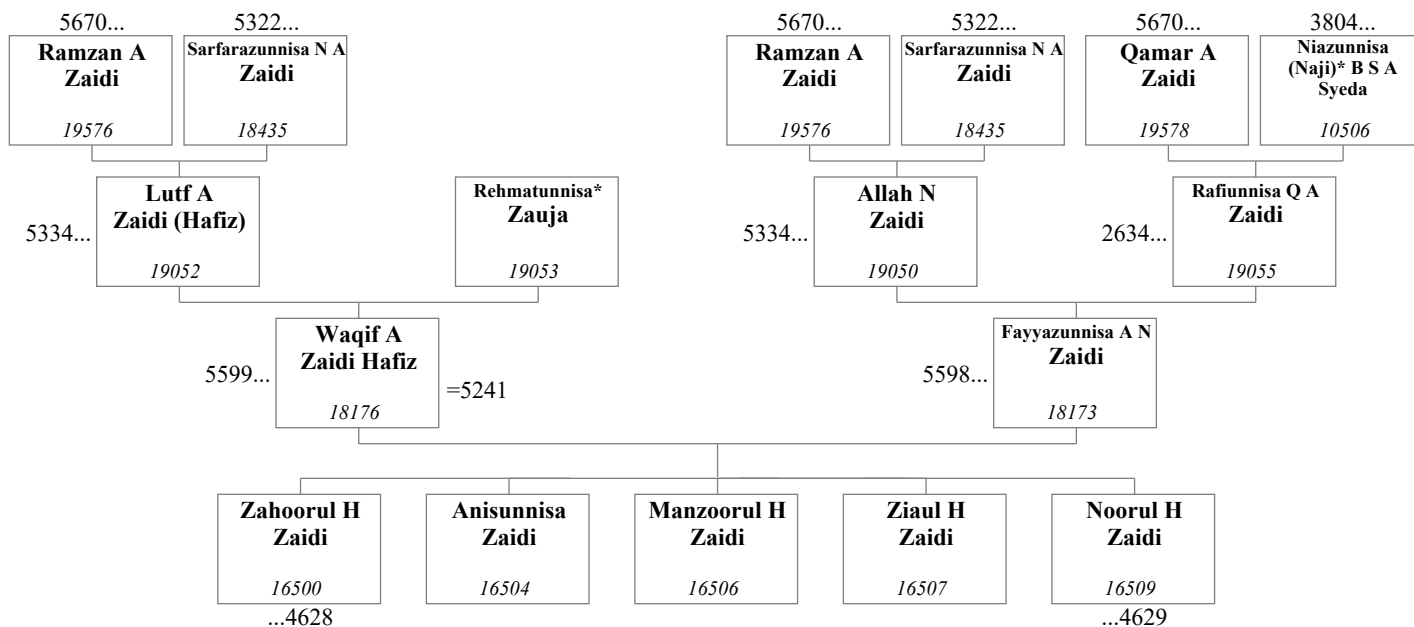 5670...
5322...
5670...
5322...
5670...
3804...
Ramzan A
Zaidi
19576
Sarfarazunnisa N A
Zaidi
18435
Ramzan A
Zaidi
19576
Sarfarazunnisa N A
Zaidi
18435
Qamar A
Zaidi
19578
Niazunnisa
(Naji)* B S A
Syeda
10506
5334...
Lutf A
Zaidi (Hafiz)
19052
Rehmatunnisa*
Zauja
19053
5334...
Allah N
Zaidi
19050
2634...
Rafiunnisa Q A
Zaidi
19055
5599...
Waqif A
Zaidi Hafiz
18176
=5241
5598...
Fayyazunnisa A N
Zaidi
18173
Zahoorul H
Zaidi
16500
...4628
Anisunnisa
Zaidi
16504
Manzoorul H
Zaidi
16506
Ziaul H
Zaidi
16507
Noorul H
Zaidi
16509
...4629